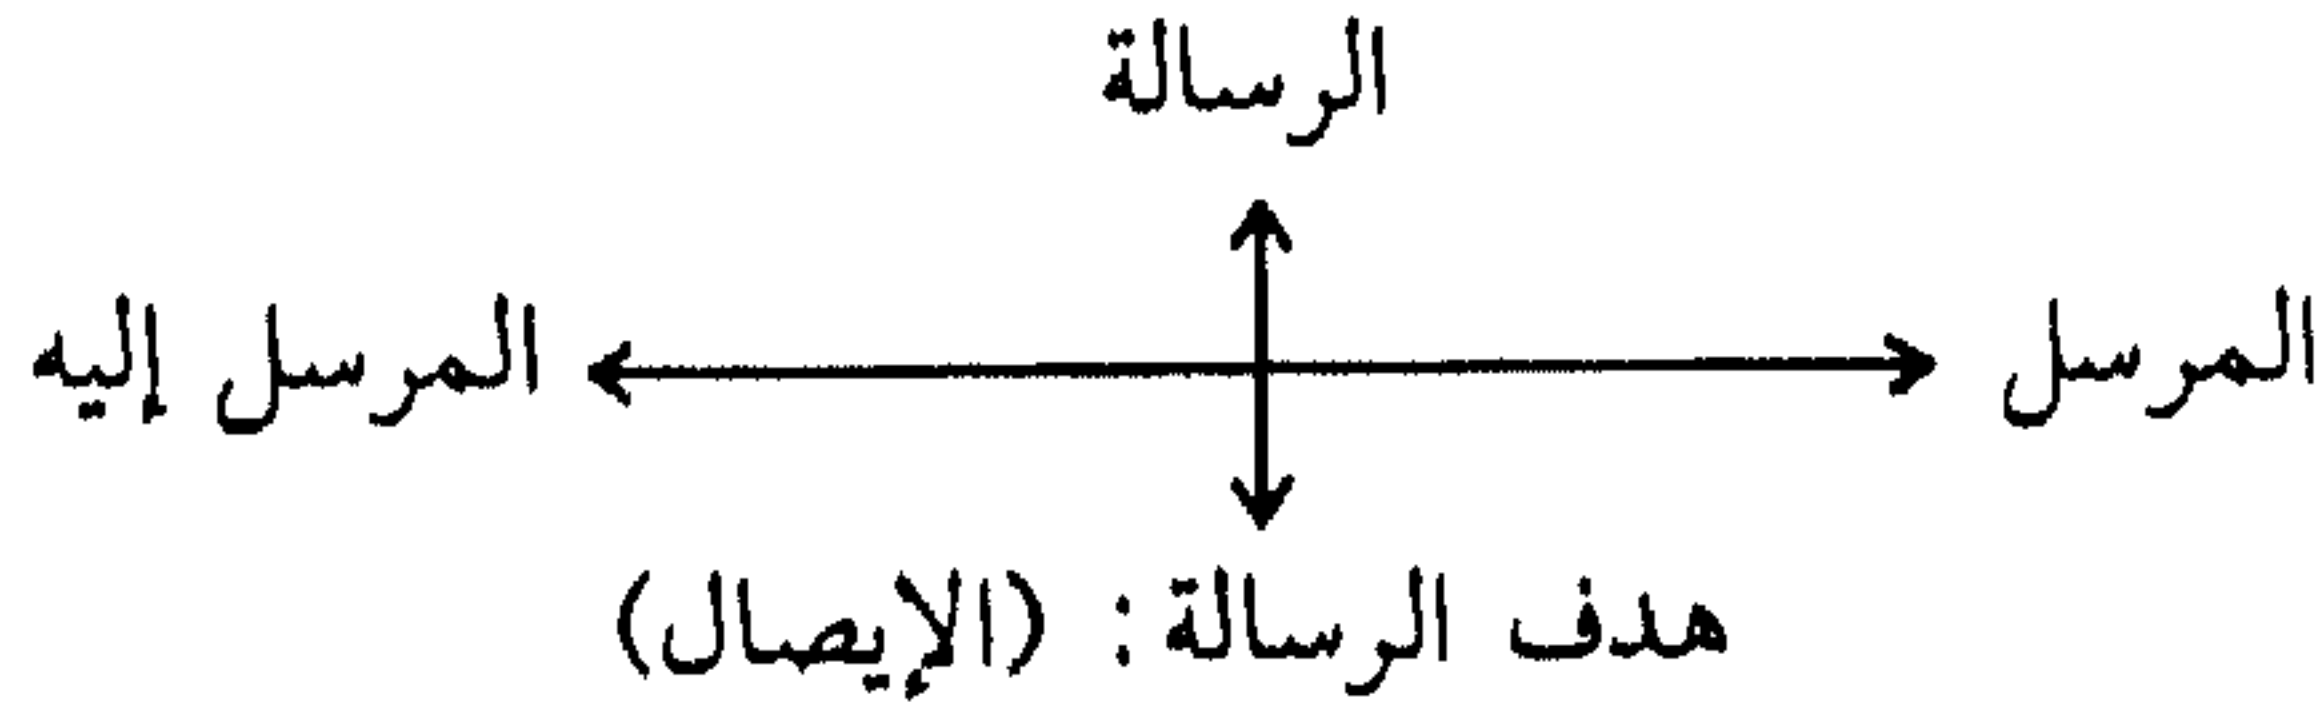 الرسالة
المرسل
المرسل إليه
هدف الرسالة: (الإيصال)